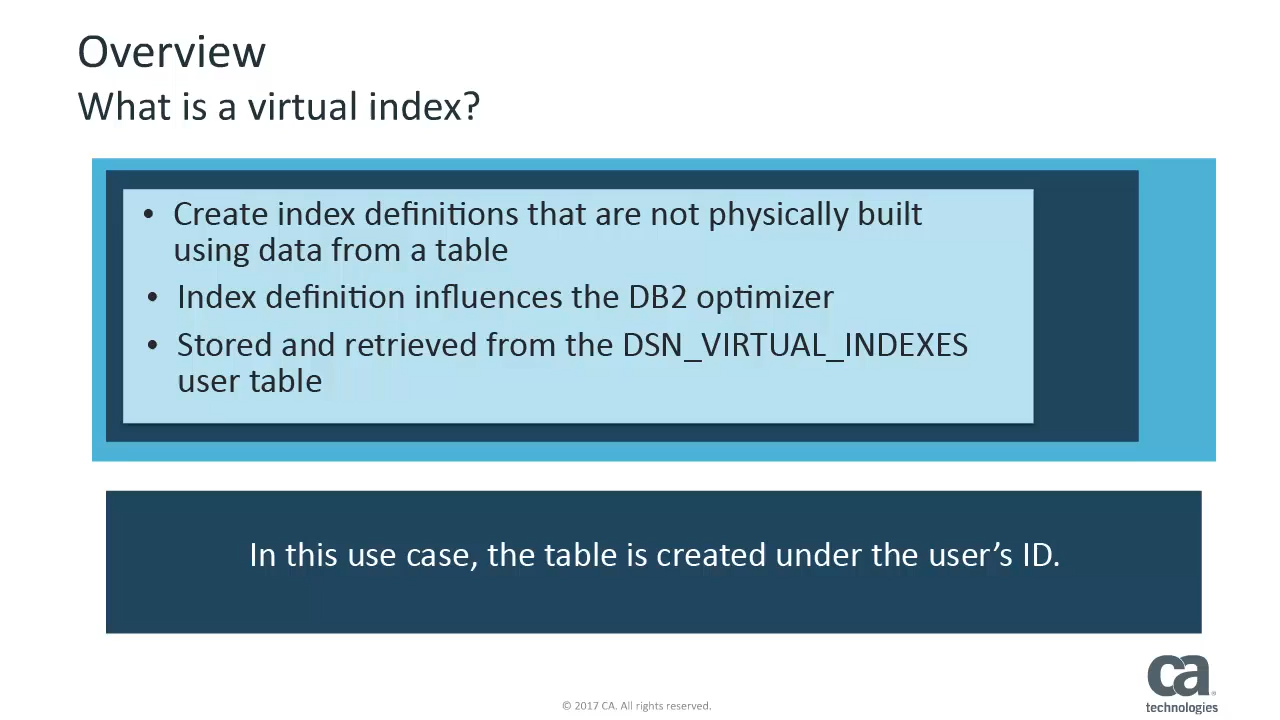 Overview
What is a virtual index?
• Create index definitions that are not physically built
using data from a table
• Index definition influences the DB2 optimizer
• Stored and retrieved from the DSN_VIRTUAL_INDEXES
user table
In this use case, the table is created under the user’s ID.
© 2017 CA. All rights reserved.
ca
technologies